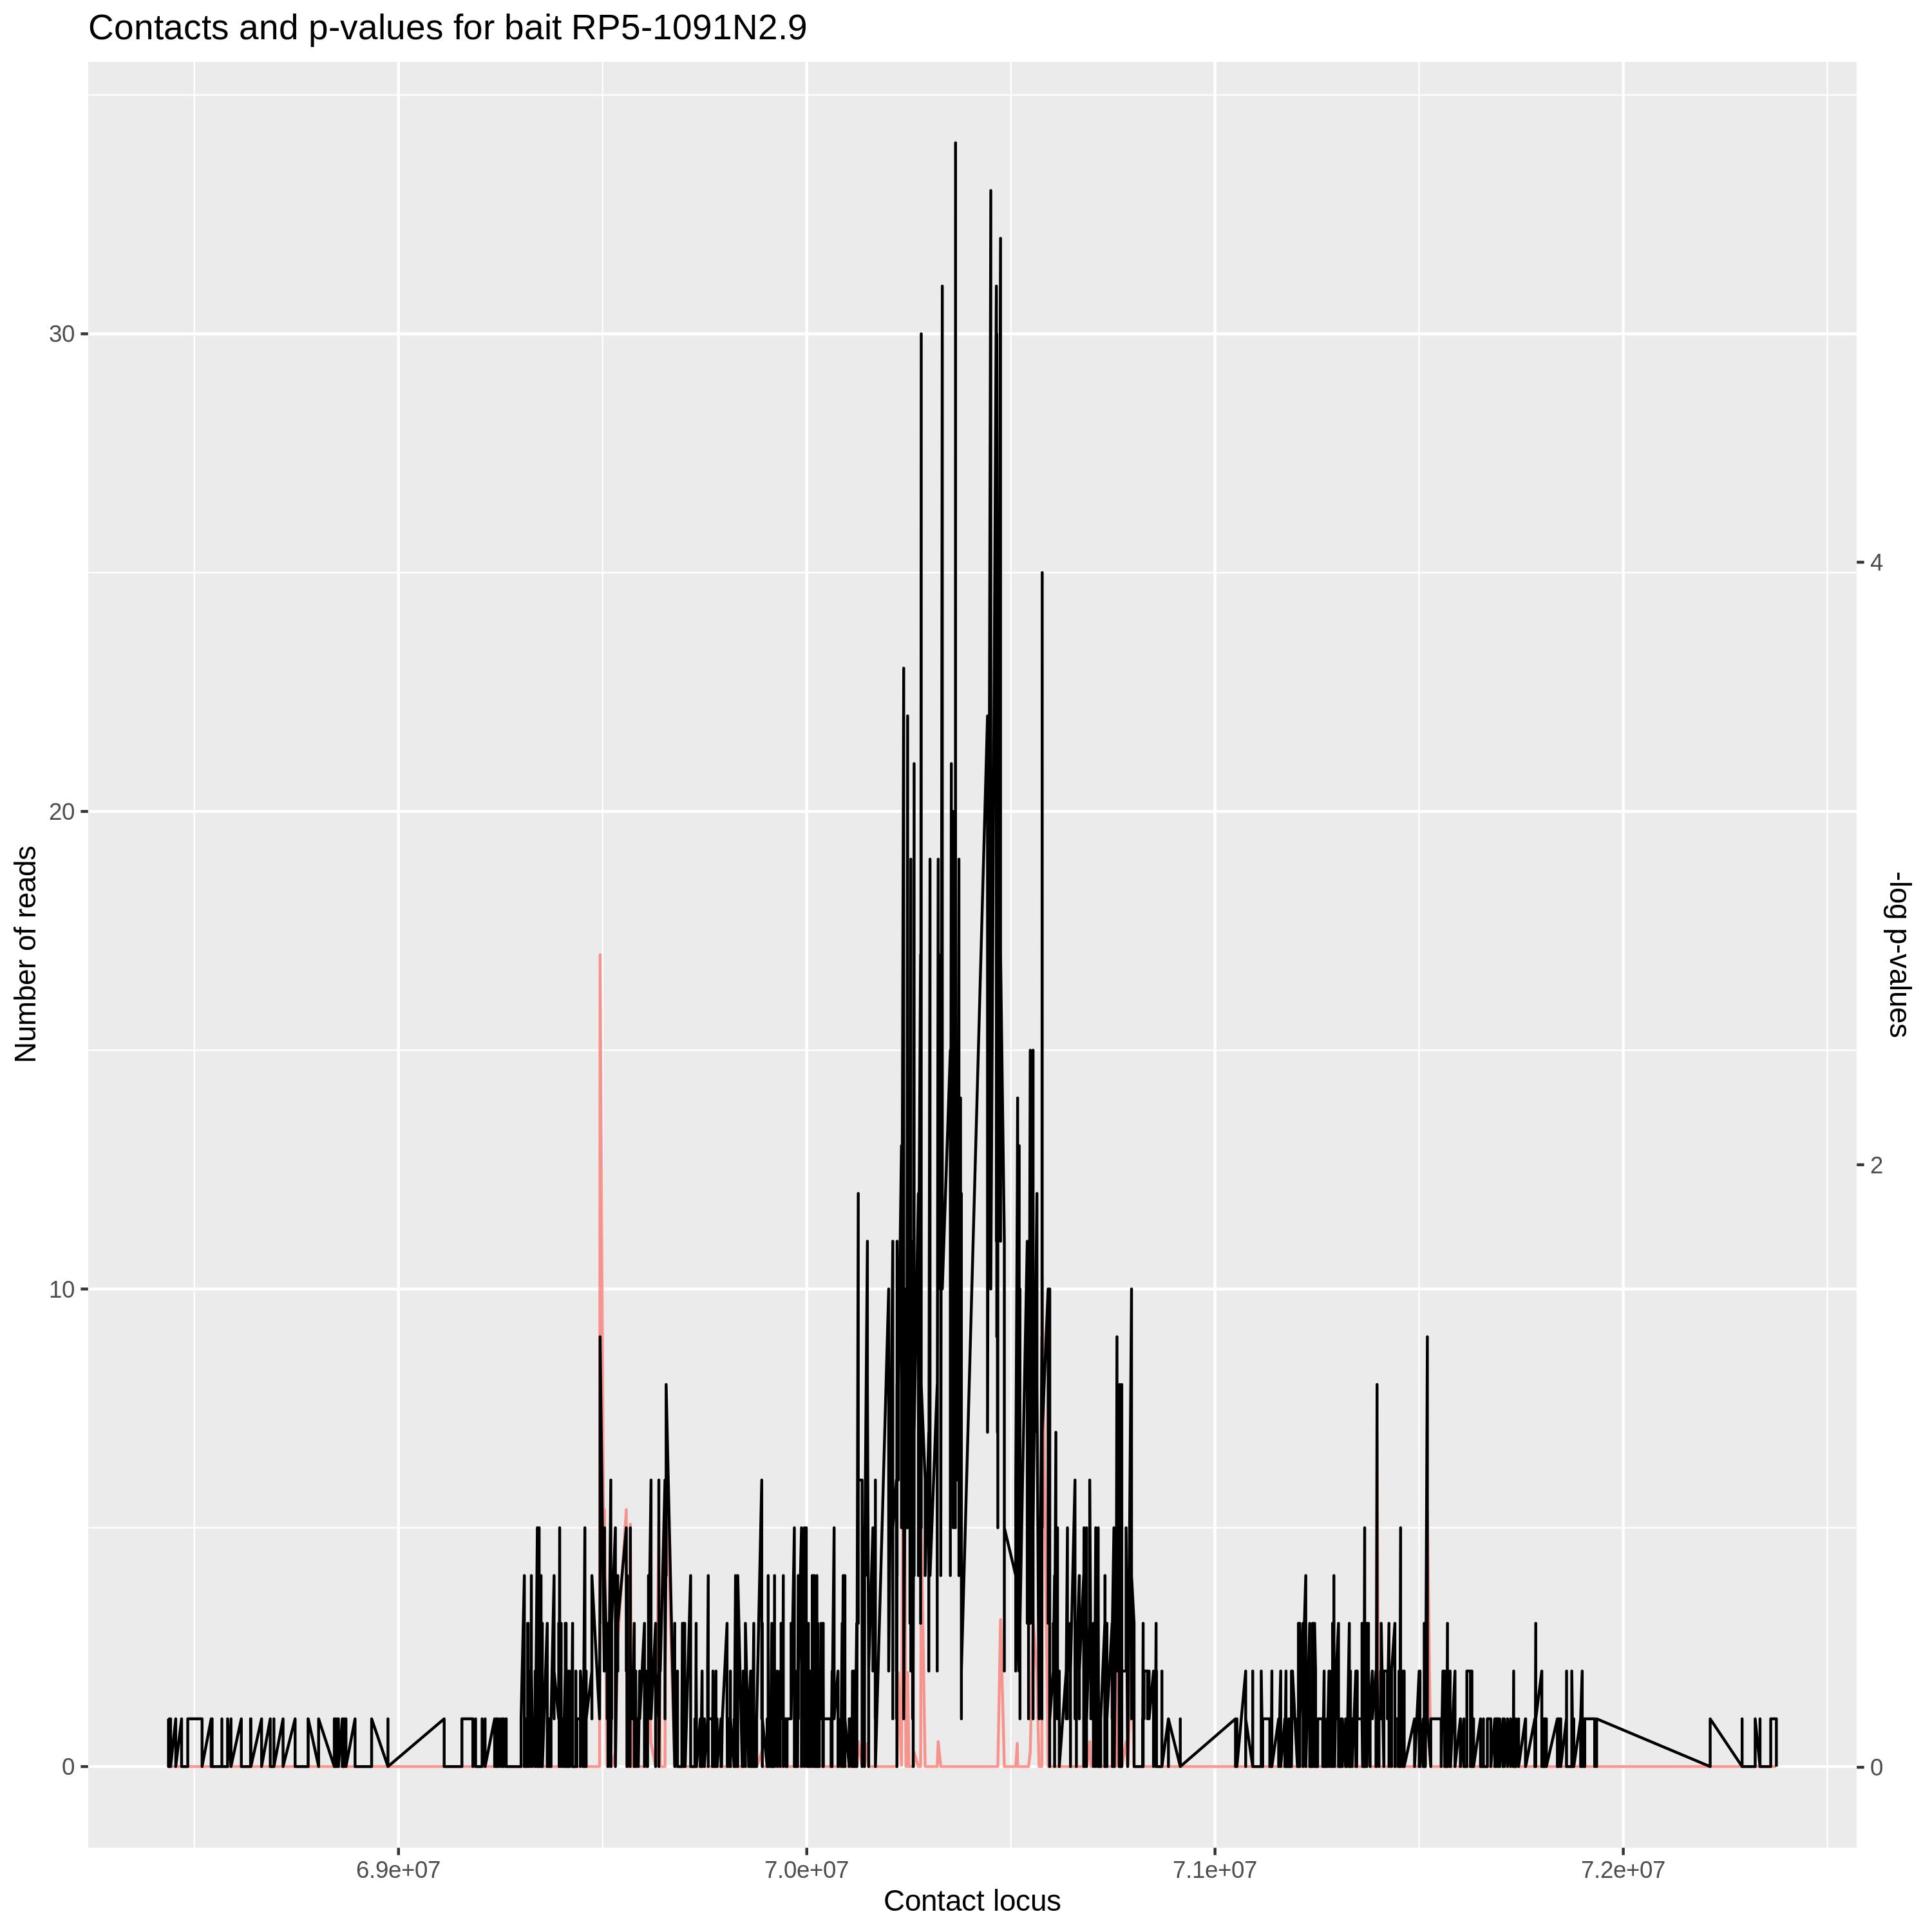 Contacts and p-values for bait RP5-1091N2.9
30
20
10
0
Number of reads
4
2
0
-log p-values
6.9e+07
7.0e+07
7.1e+07
7.2e+07
Contact locus